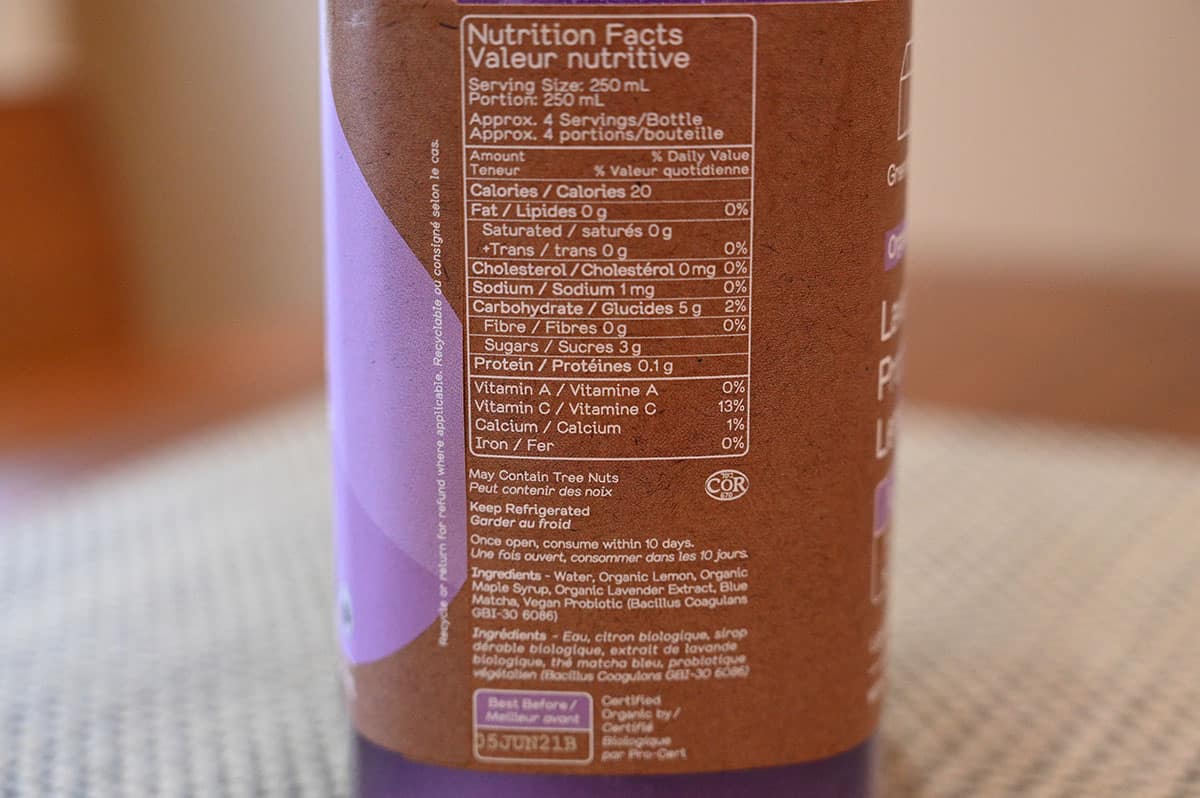 Nutrition Facts
Valeur nutritive
Serving Size: 250 mL
Portion: 250 mL
Approx. 4 Servings/Bottle
Approx. 4 portions/bouteille
Amount % Daily Value
Teneur % Valeur quotidienne
Calories / Calories 20
Fat / Lipides 0 g 0%
Saturated / saturés 0 g
+Trans / trans 0 g 0%
Cholesterol / Cholestérol 0 mg 0%
Sodium / Sodium 1 mg 0%
Carbohydrate / Glucides 5 g 2%
Fibre / Fibres 0 g 0%
Sugars / Sucres 3 g
Protein / Protéines 0.1 g
Vitamin A / Vitamine A 0%
Vitamin C / Vitamine C 13%
Calcium / Calcium 1%
Iron / Fer 0%
May Contain Tree Nuts
Peut contenir des noix
COR
Keep Refrigerated
Garder au froid
Once open, consume within 10 days.
Une fois ouvert, consommer dans les 10 jours.
Ingredients - Water, Organic Lemon, Organic
Maple Syrup, Organic Lavender Extract, Blue
Matcha, Vegan Probiotic (Bacillus Coagulans
GBI-30 6086)
Ingrédients - Eau, citron biologique, sirop
dérable biologique, extrait de lavande
biologique, thé matcha bleu, probiotique
végétalien (Bacillus Coagulans GBI-30 6086)
Best Before /
Meilleur avant
05JUN21B
Certified
Organic by/
Certifié
Biologique
par Pro-Cert
Recycle or return for refund where applicable. Recyclable ou consigné selon le cas.